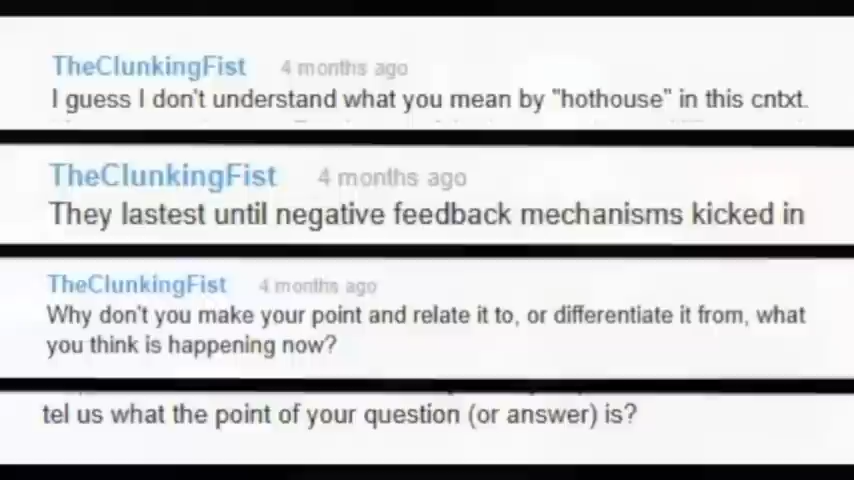 TheClunkingFist 4 months ago
I guess I don't understand what you mean by "hothouse" in this cntxt.
TheClunkingFist 4 months ago
They lastest until negative feedback mechanisms kicked in
TheClunkingFist 4 months ago
Why don't you make your point and relate it to, or differentiate it from, what
you think is happening now?
tell us what the point of your question (or answer) is?